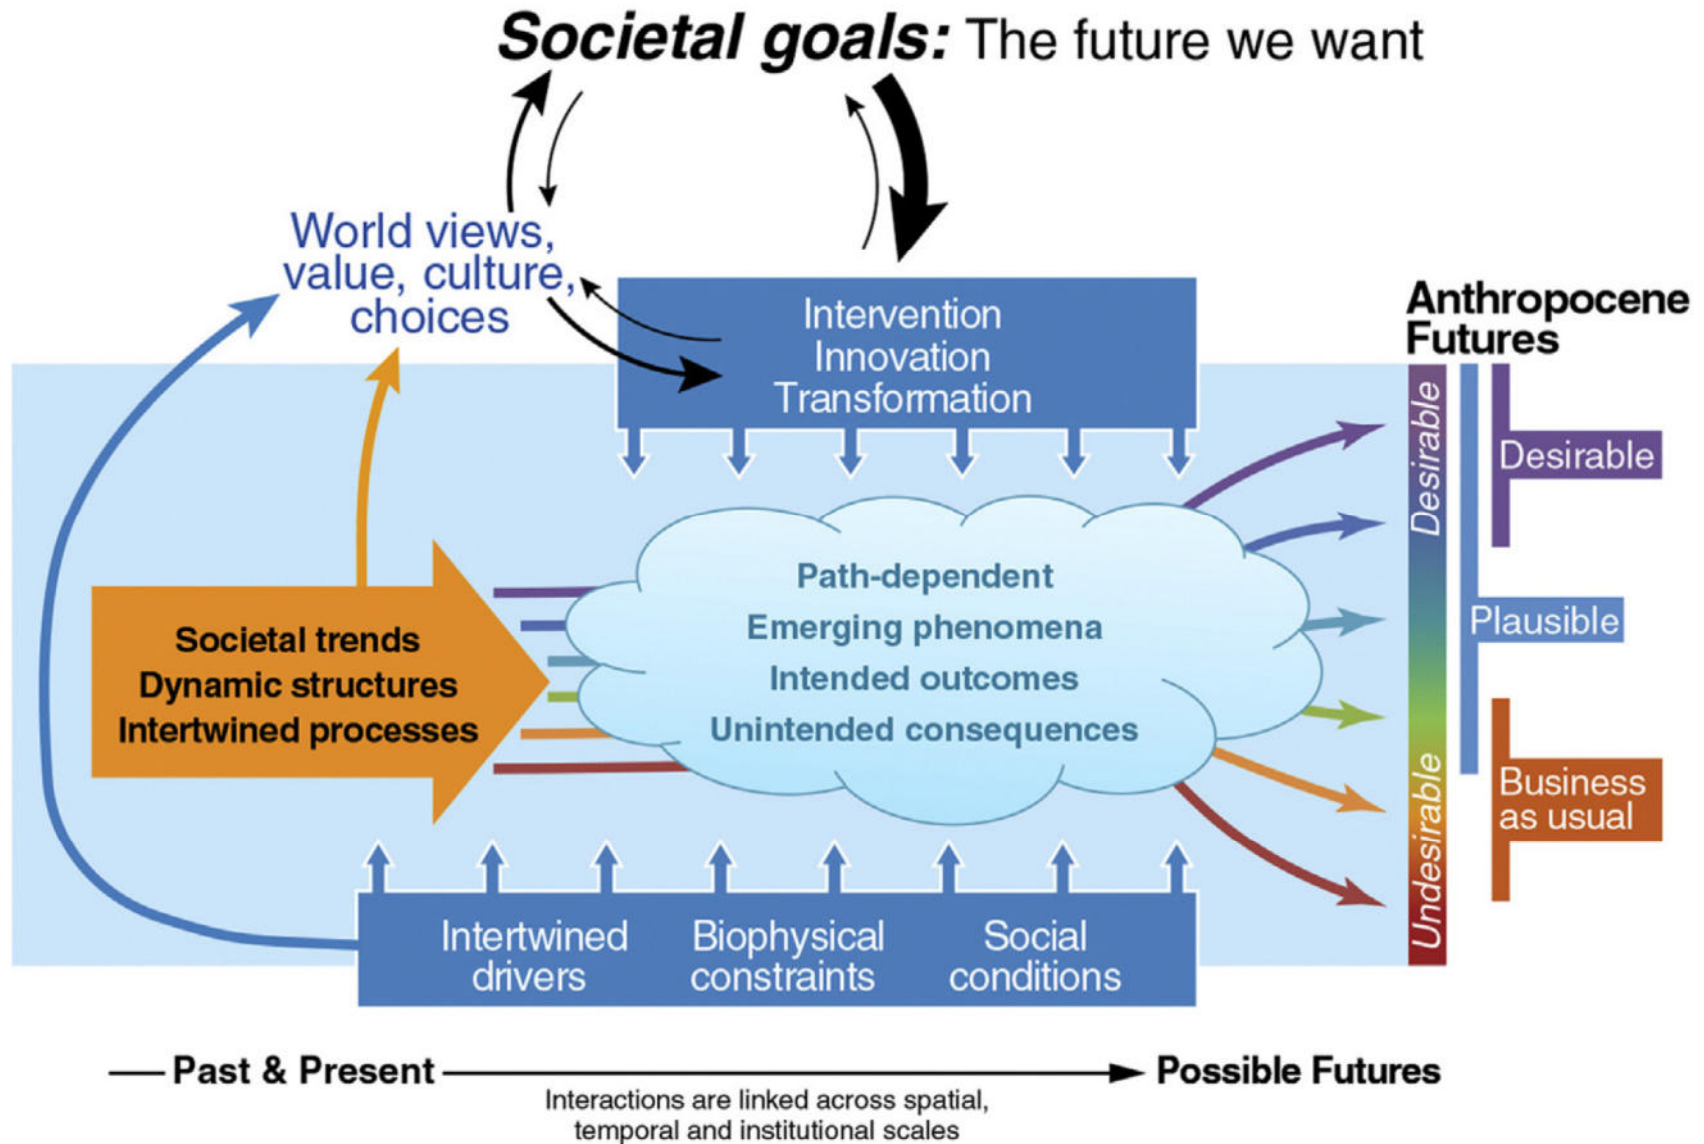 Societal goals: The future we want
World views,
value, culture,
choices
Intervention
Innovation
Transformation
Anthropocene
Futures
Desirable
Undesirable
Desirable
Plausible
Business
as usual
Societal trends
Dynamic structures
Intertwined processes
Path-dependent
Emerging phenomena
Intended outcomes
Unintended consequences
Intertwined
drivers
Biophysical
constraints
Social
conditions
Past & Present
Possible Futures
Interactions are linked across spatial,
temporal and institutional scales